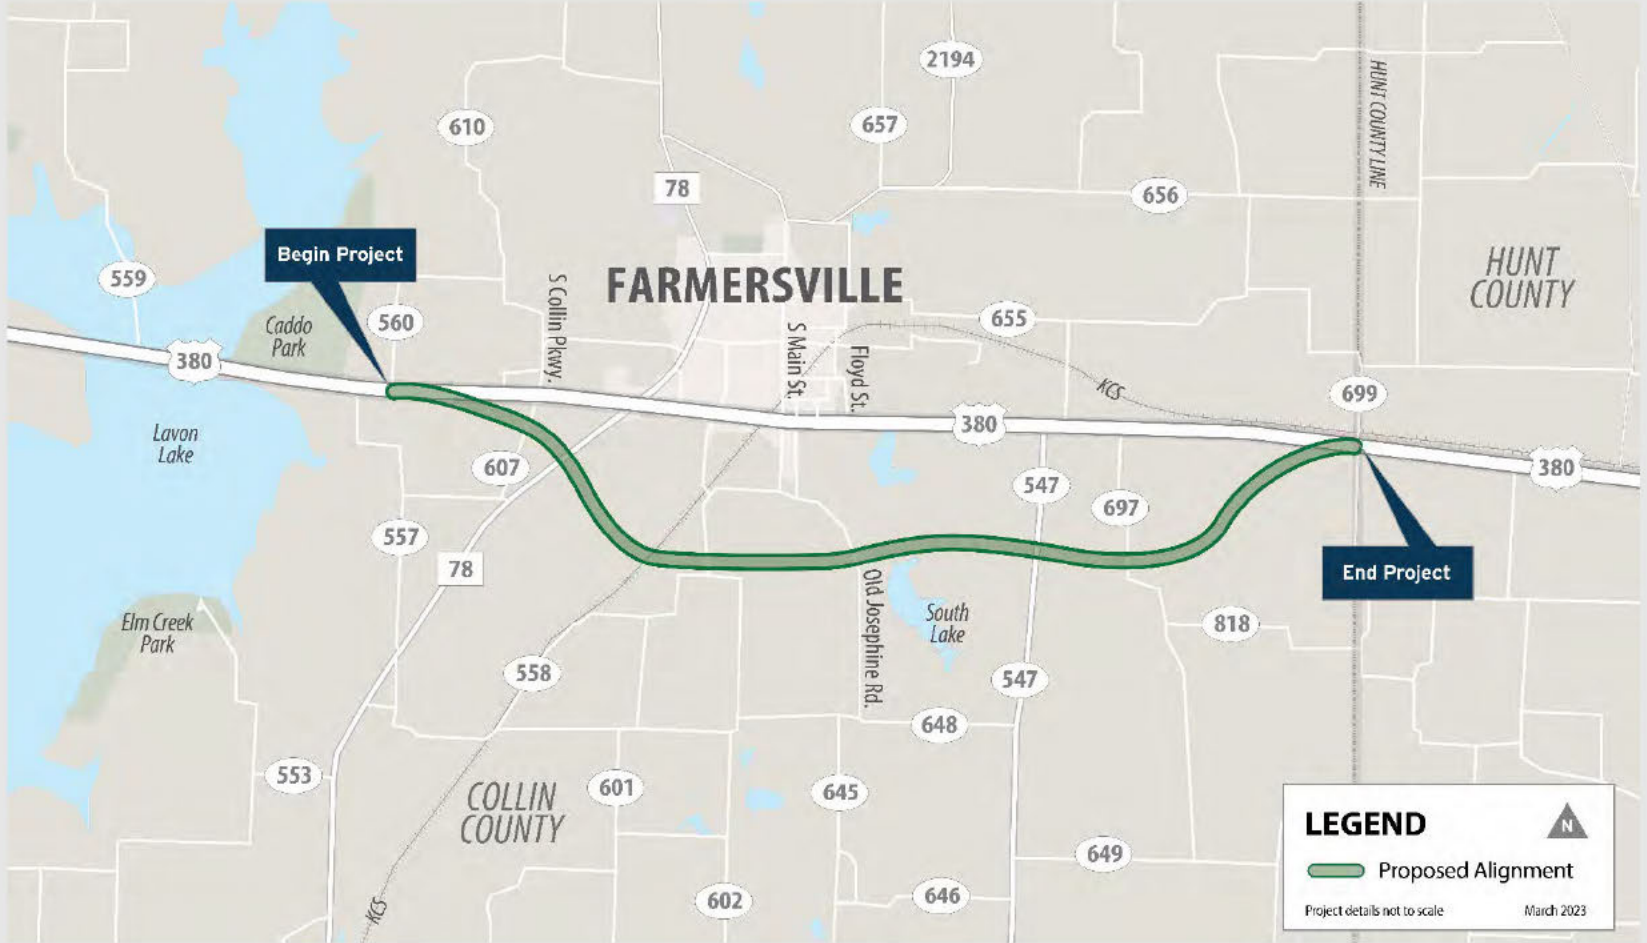 2194
HUNT COUNTY LINE
610
657
78
656
Begin Project
559
FARMERSVILLE
HUNT
COUNTY
S Collin Pkwy.
Caddo
Park
560
655
S Main St.
Floyd St.
380
KCS
699
380
Lavon
Lake
607
547
380
697
557
78
End Project
Old Josephine Rd.
South
Lake
Elm Creek
Park
818
558
547
648
553
COLLIN
COUNTY
601
645
649
KCS
602
646
LEGEND
N
Proposed Alignment
Project details not to scale
March 2023